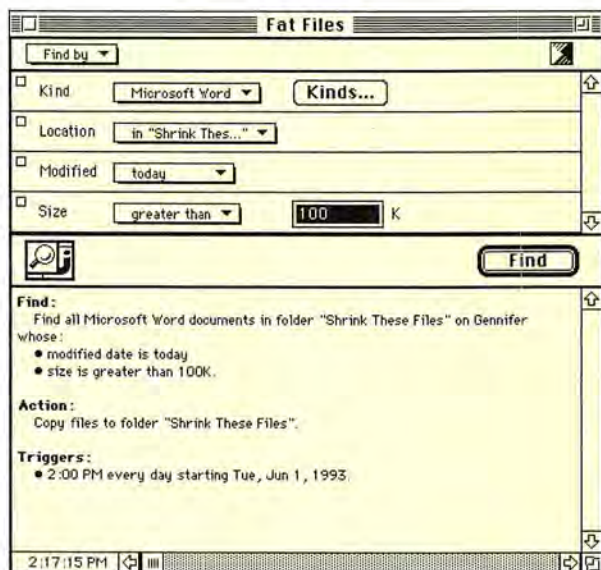 Fat Files
Find by
Kind Microsoft Word Kinds...
Location in "Shrink Thes..."
Modified today
Size greater than 100 K
Find
Find:
Find all Microsoft Word documents in folder "Shrink These Files" on Gennifer
whose:
• modified date is today
• size is greater than 100K.
Action:
Copy files to folder "Shrink These Files".
Triggers:
• 2:00 PM every day starting Tue, Jun 1, 1993.
2:17:15 PM